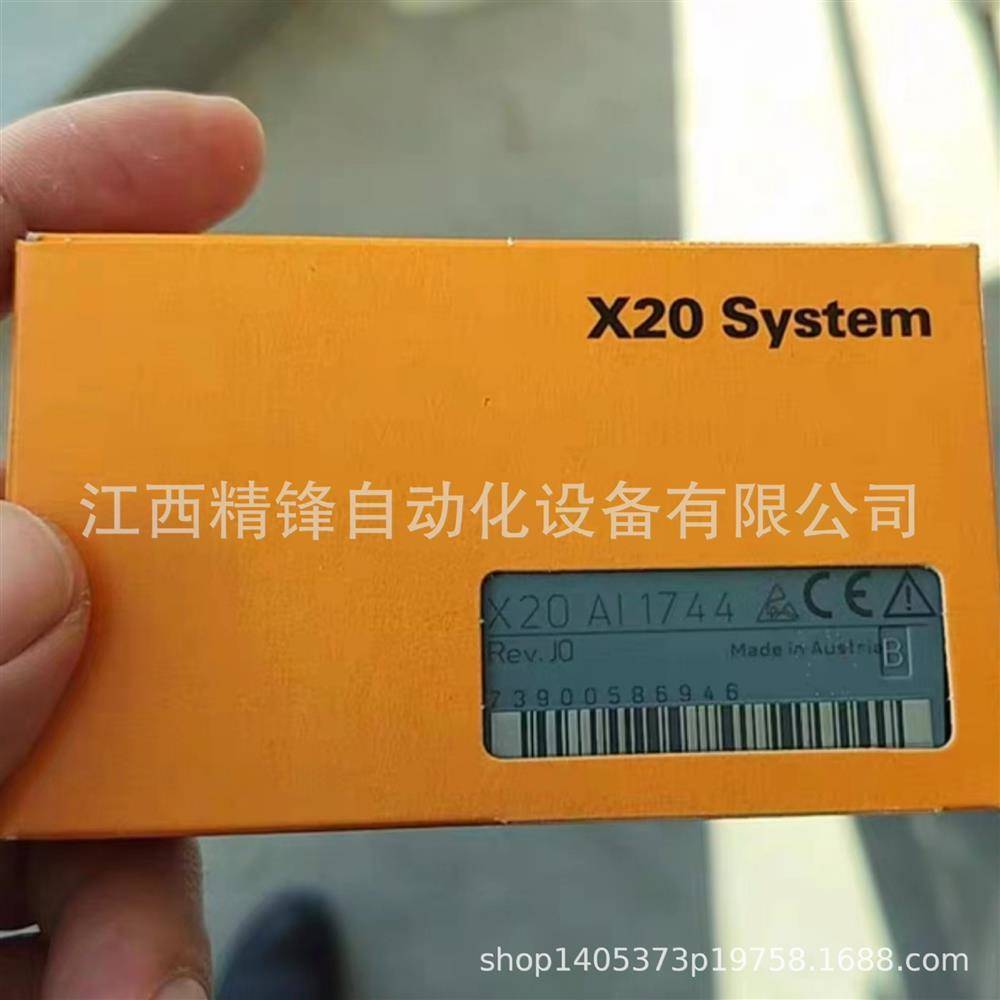 X20 System
江西精锋自动化设备有限公司
X20 AI 1744
Rev. J0
Made in Austria
B
73900586946
shop1405373p19758.1688.com